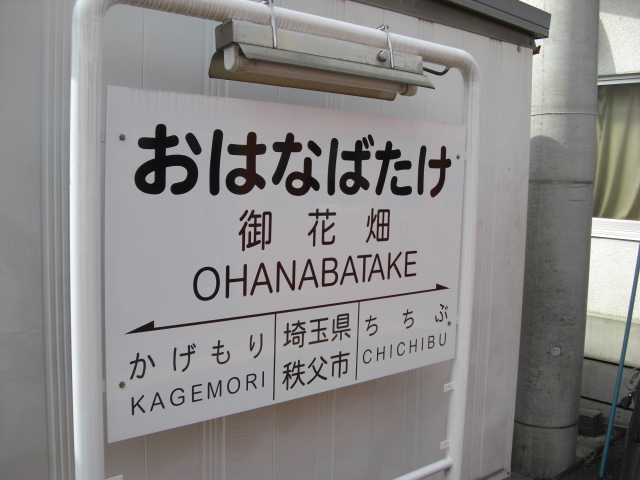 おはなばたけ
御花畑
OHANABATAKE
かげもり
KAGEMORI
埼玉県
秩父市
ちちぶ
CHICHIBU